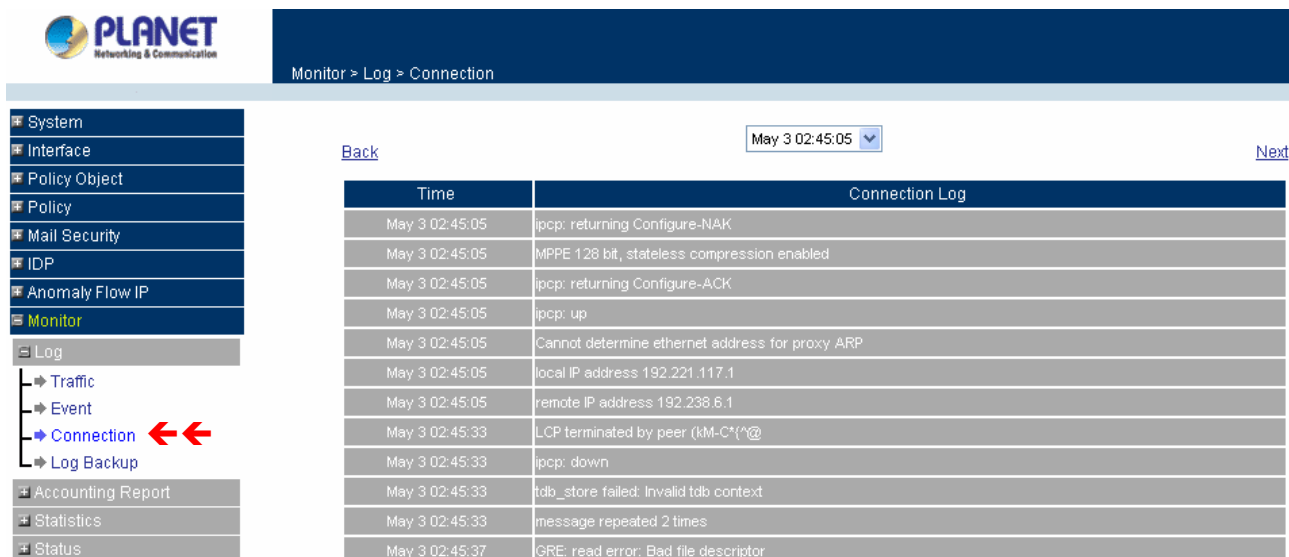 PLANET
Networking & Communication
Monitor > Log > Connection
System
Interface
Policy Object
Policy
Mail Security
IDP
Anomaly Flow IP
Monitor
Log
Traffic
Event
Connection
Log Backup
Accounting Report
Statistics
Status
May 3 02:45:05
Back
Next
Time Connection Log
May 3 02:45:05 ipcp: returning Configure-NAK
May 3 02:45:05 MPPE 128 bit, stateless compression enabled
May 3 02:45:05 ipcp: returning Configure-ACK
May 3 02:45:05 ipcp: up
May 3 02:45:05 Cannot determine ethernet address for proxy ARP
May 3 02:45:05 local IP address 192.221.117.1
May 3 02:45:05 remote IP address 192.238.6.1
May 3 02:45:33 LCP terminated by peer (kM-C*{^@
May 3 02:45:33 ipcp: down
May 3 02:45:33 tdb_store failed: Invalid tdb context
May 3 02:45:33 message repeated 2 times
May 3 02:45:37 GRE: read error: Bad file descriptor